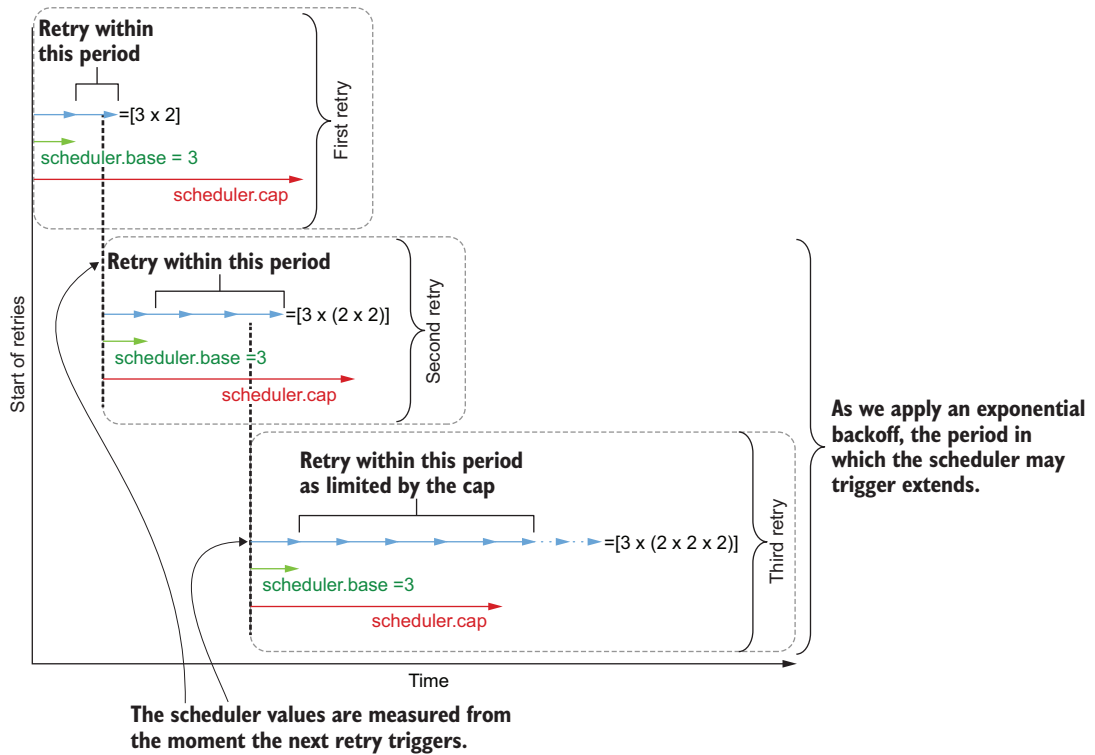 Retry within
this period
=[3 x 2]
scheduler.base = 3
scheduler.cap
First retry
Retry within this period
=[3 x (2 x 2)]
scheduler.base =3
scheduler.cap
Second retry
Start of retries
Retry within this period
as limited by the cap
=[3 x (2 x 2 x 2)]
scheduler.base =3
scheduler.cap
Third retry
As we apply an exponential
backoff, the period in
which the scheduler may
trigger extends.
Time
The scheduler values are measured from
the moment the next retry triggers.